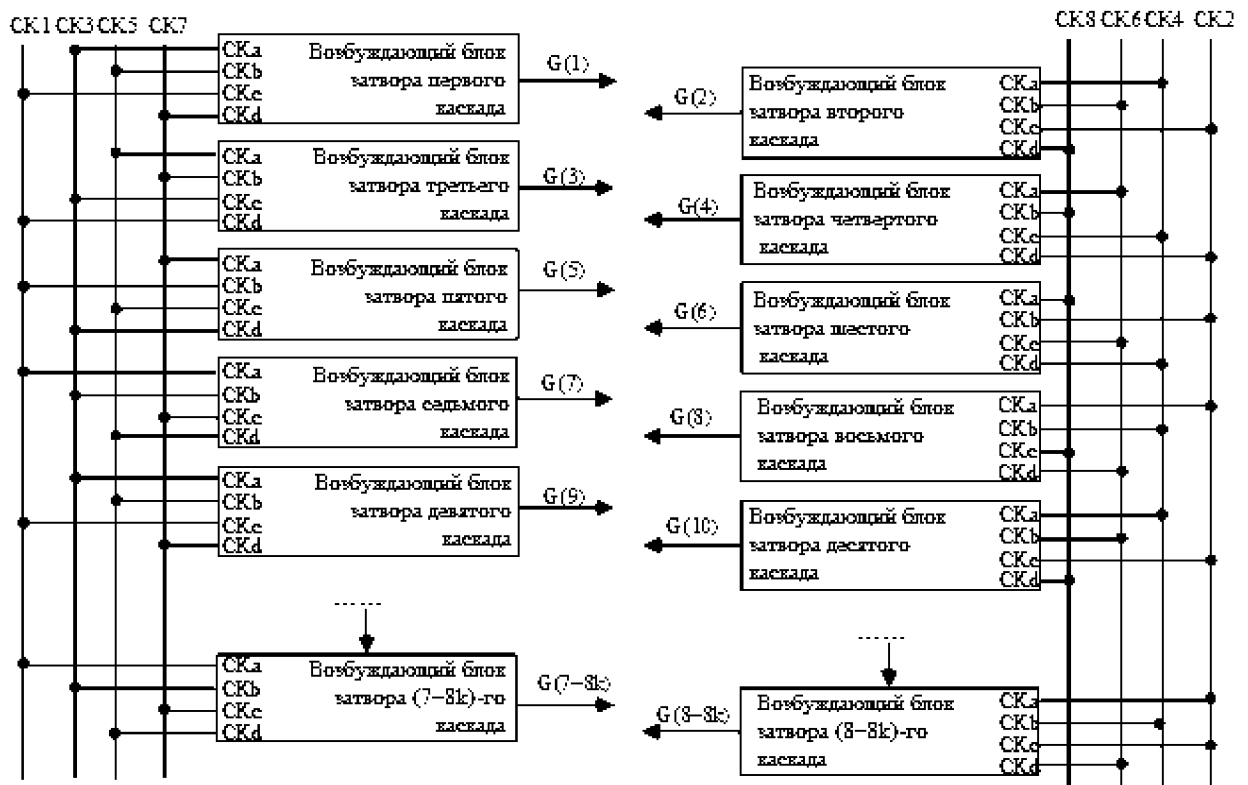 CK1 CK3 CK5 CK7
CKa
CKb
CKc
CKd
Возбуждающий блок
затвора первого
каскада
G(1)
CKa
CKb
CKc
CKd
Возбуждающий блок
затвора третьего
каскада
G(3)
CKa
CKb
CKc
CKd
Возбуждающий блок
затвора пятого
каскада
G(5)
CKa
CKb
CKc
CKd
Возбуждающий блок
затвора седьмого
каскада
G(7)
CKa
CKb
CKc
CKd
Возбуждающий блок
затвора девятого
каскада
G(9)
......
CKa
CKb
CKc
CKd
Возбуждающий блок
затвора (7-8k)-го
каскада
G(7-8k)
CK8 CK6 CK4 CK2
G(2)
Возбуждающий блок
затвора второго
каскада
CKa
CKb
CKc
CKd
G(4)
Возбуждающий блок
затвора четвертого
каскада
CKa
CKb
CKc
CKd
G(6)
Возбуждающий блок
затвора шестого
каскада
CKa
CKb
CKc
CKd
G(8)
Возбуждающий блок
затвора восьмого
каскада
CKa
CKb
CKc
CKd
G(10)
Возбуждающий блок
затвора десятого
каскада
CKa
CKb
CKc
CKd
......
G(8-8k)
Возбуждающий блок
затвора (8-8k)-го
каскада
CKa
CKb
CKc
CKd